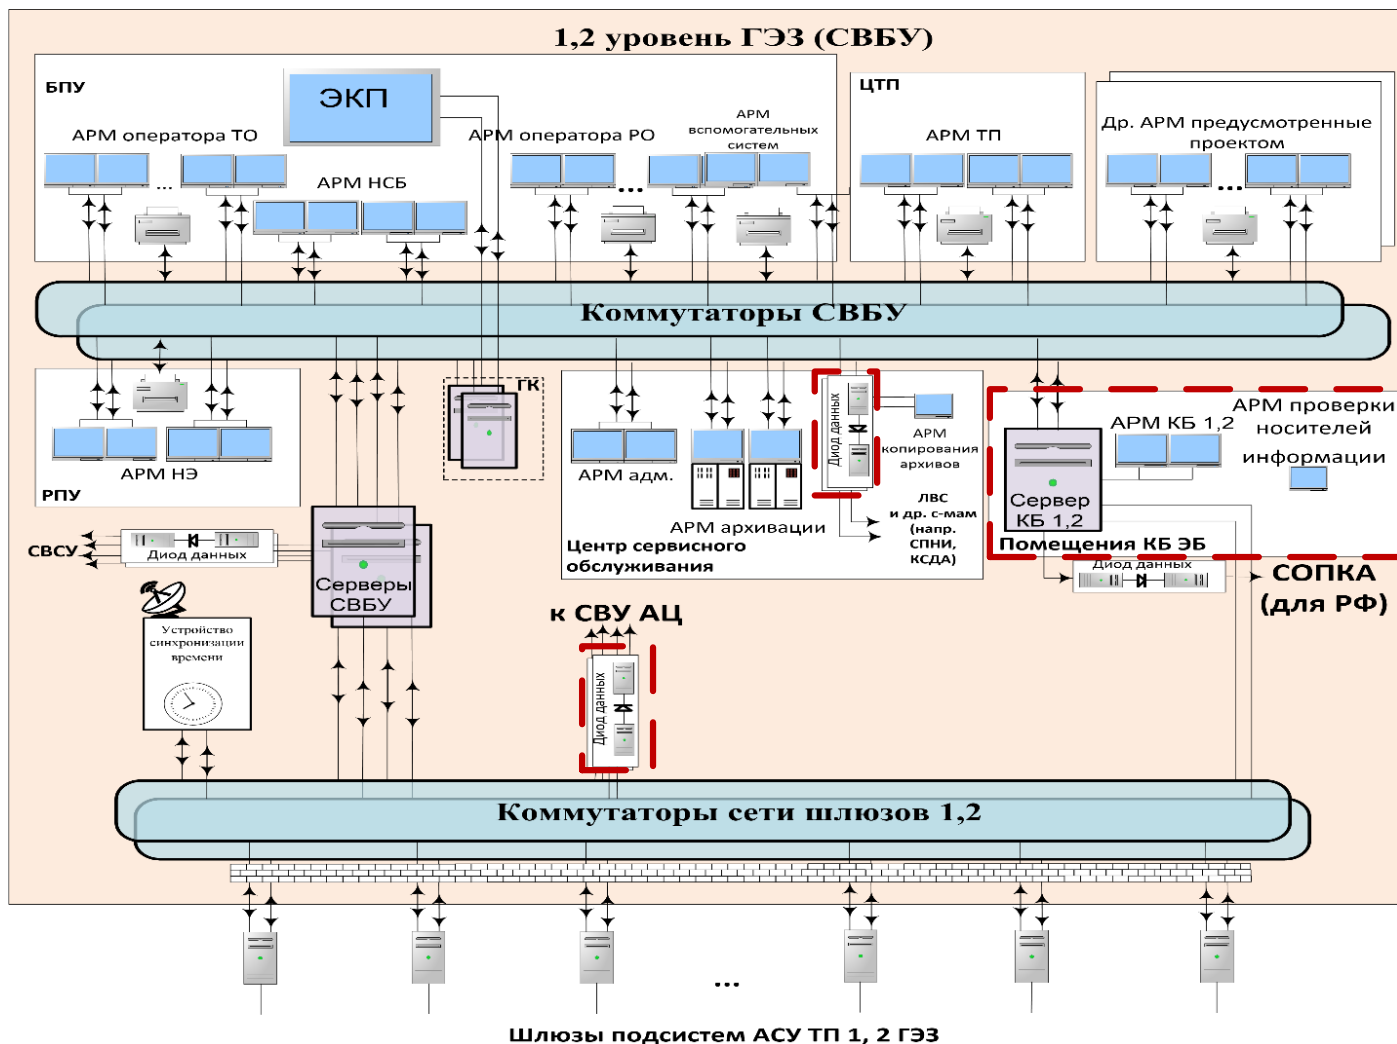 1,2 уровень ГЭЗ (СВБУ)
БПУ
ЭКП
АРМ оператора ТО
...
АРМ НСБ
АРМ оператора РО
...
АРМ
вспомогательных
систем
ЦТП
АРМ ТП
Др. АРМ предусмотренные
проектом
...
Коммутаторы СВБУ
АРМ НЭ
РПУ
ГК
АРМ адм.
АРМ архивации
Центр сервисного
обслуживания
Диод данных
АРМ
копирования
архивов
ЛВС
и др. с-мам
(напр.
СПНИ,
КСДА)
АРМ КБ 1,2
АРМ проверки
носителей
информации
Сервер
КБ 1,2
Помещения КБ ЭБ
СВСУ
Диод данных
Серверы
СВБУ
Диод данных
СОПКА
(для РФ)
Устройство
синхронизации
времени
к СВУ АЦ
Диод данных
Коммутаторы сети шлюзов 1,2
...
Шлюзы подсистем АСУ ТП 1, 2 ГЭЗ